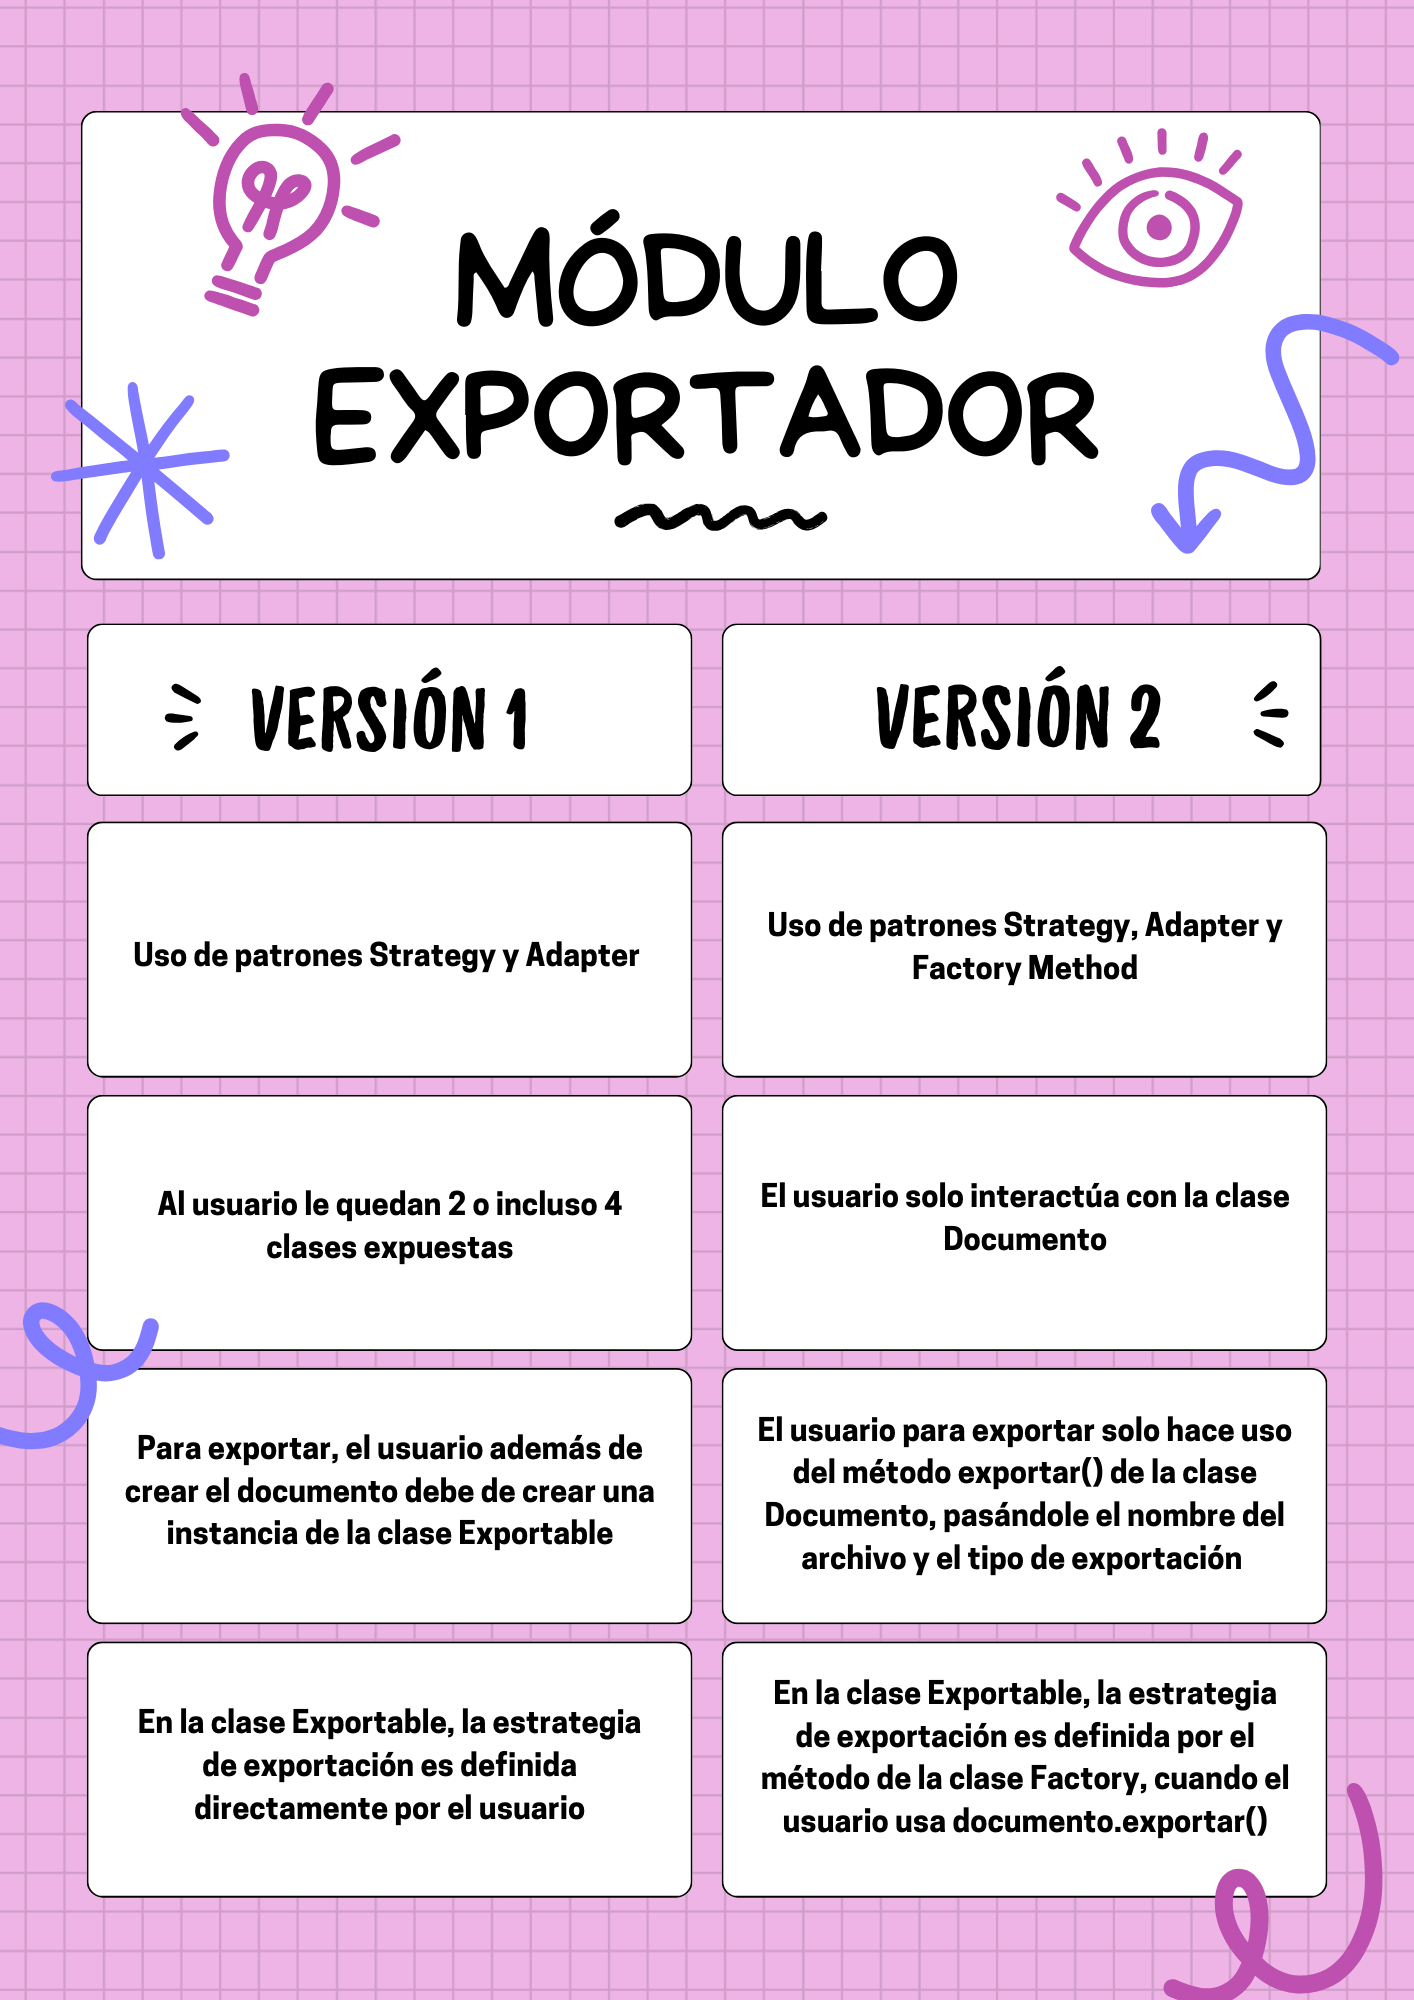 MÓDULO
EXPORTADOR
VERSIÓN 1
VERSIÓN 2
Uso de patrones Strategy y Adapter
Uso de patrones Strategy, Adapter y
Factory Method
Al usuario le quedan 2 o incluso 4
clases expuestas
El usuario solo interactúa con la clase
Documento
Para exportar, el usuario además de
crear el documento debe de crear una
instancia de la clase Exportable
El usuario para exportar solo hace uso
del método exportar() de la clase
Documento, pasándole el nombre del
archivo y el tipo de exportación
En la clase Exportable, la estrategia
de exportación es definida
directamente por el usuario
En la clase Exportable, la estrategia
de exportación es definida por el
método de la clase Factory, cuando el
usuario usa documento.exportar()